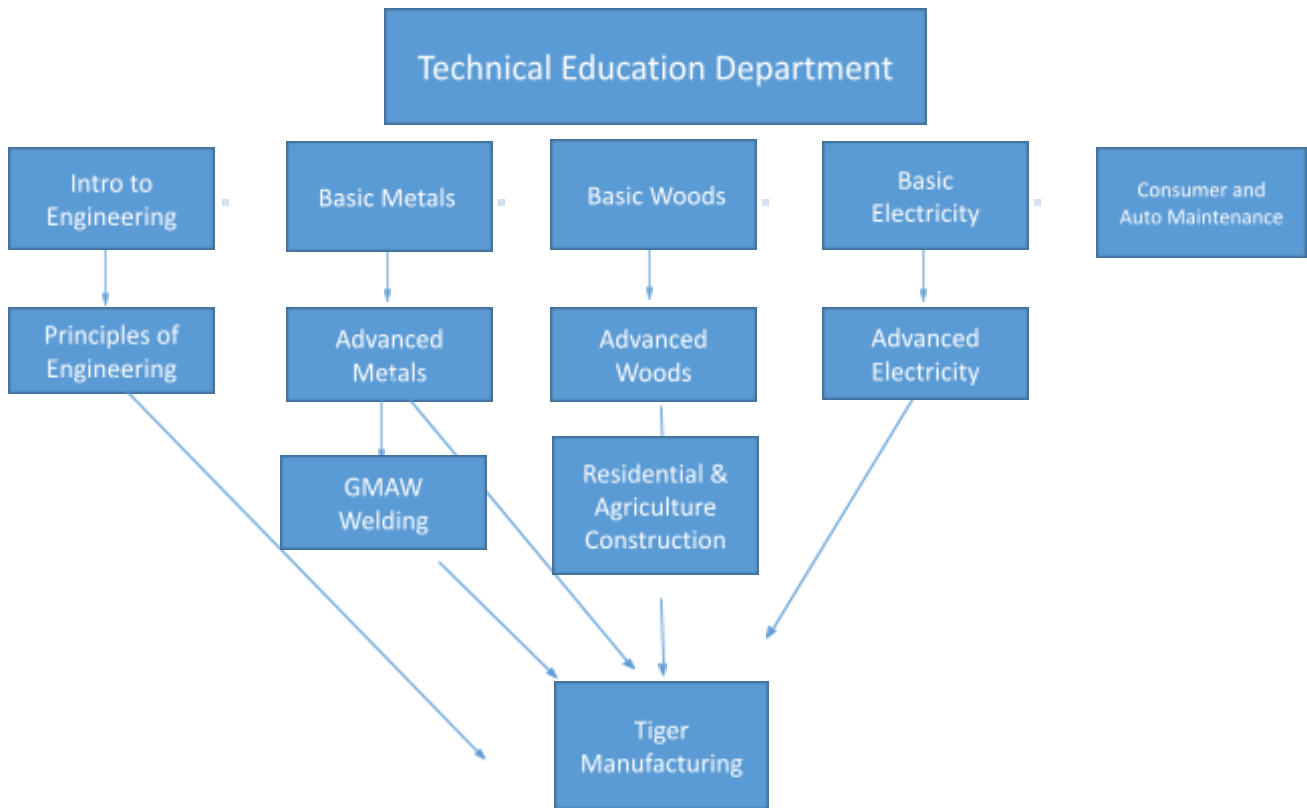 Technical Education Department
Intro to
Engineering
Basic Metals
Basic Woods
Basic
Electricity
Consumer and
Auto Maintenance
Principles of
Engineering
Advanced
Metals
Advanced
Woods
Advanced
Electricity
GMAW
Welding
Residential &
Agriculture
Construction
Tiger
Manufacturing